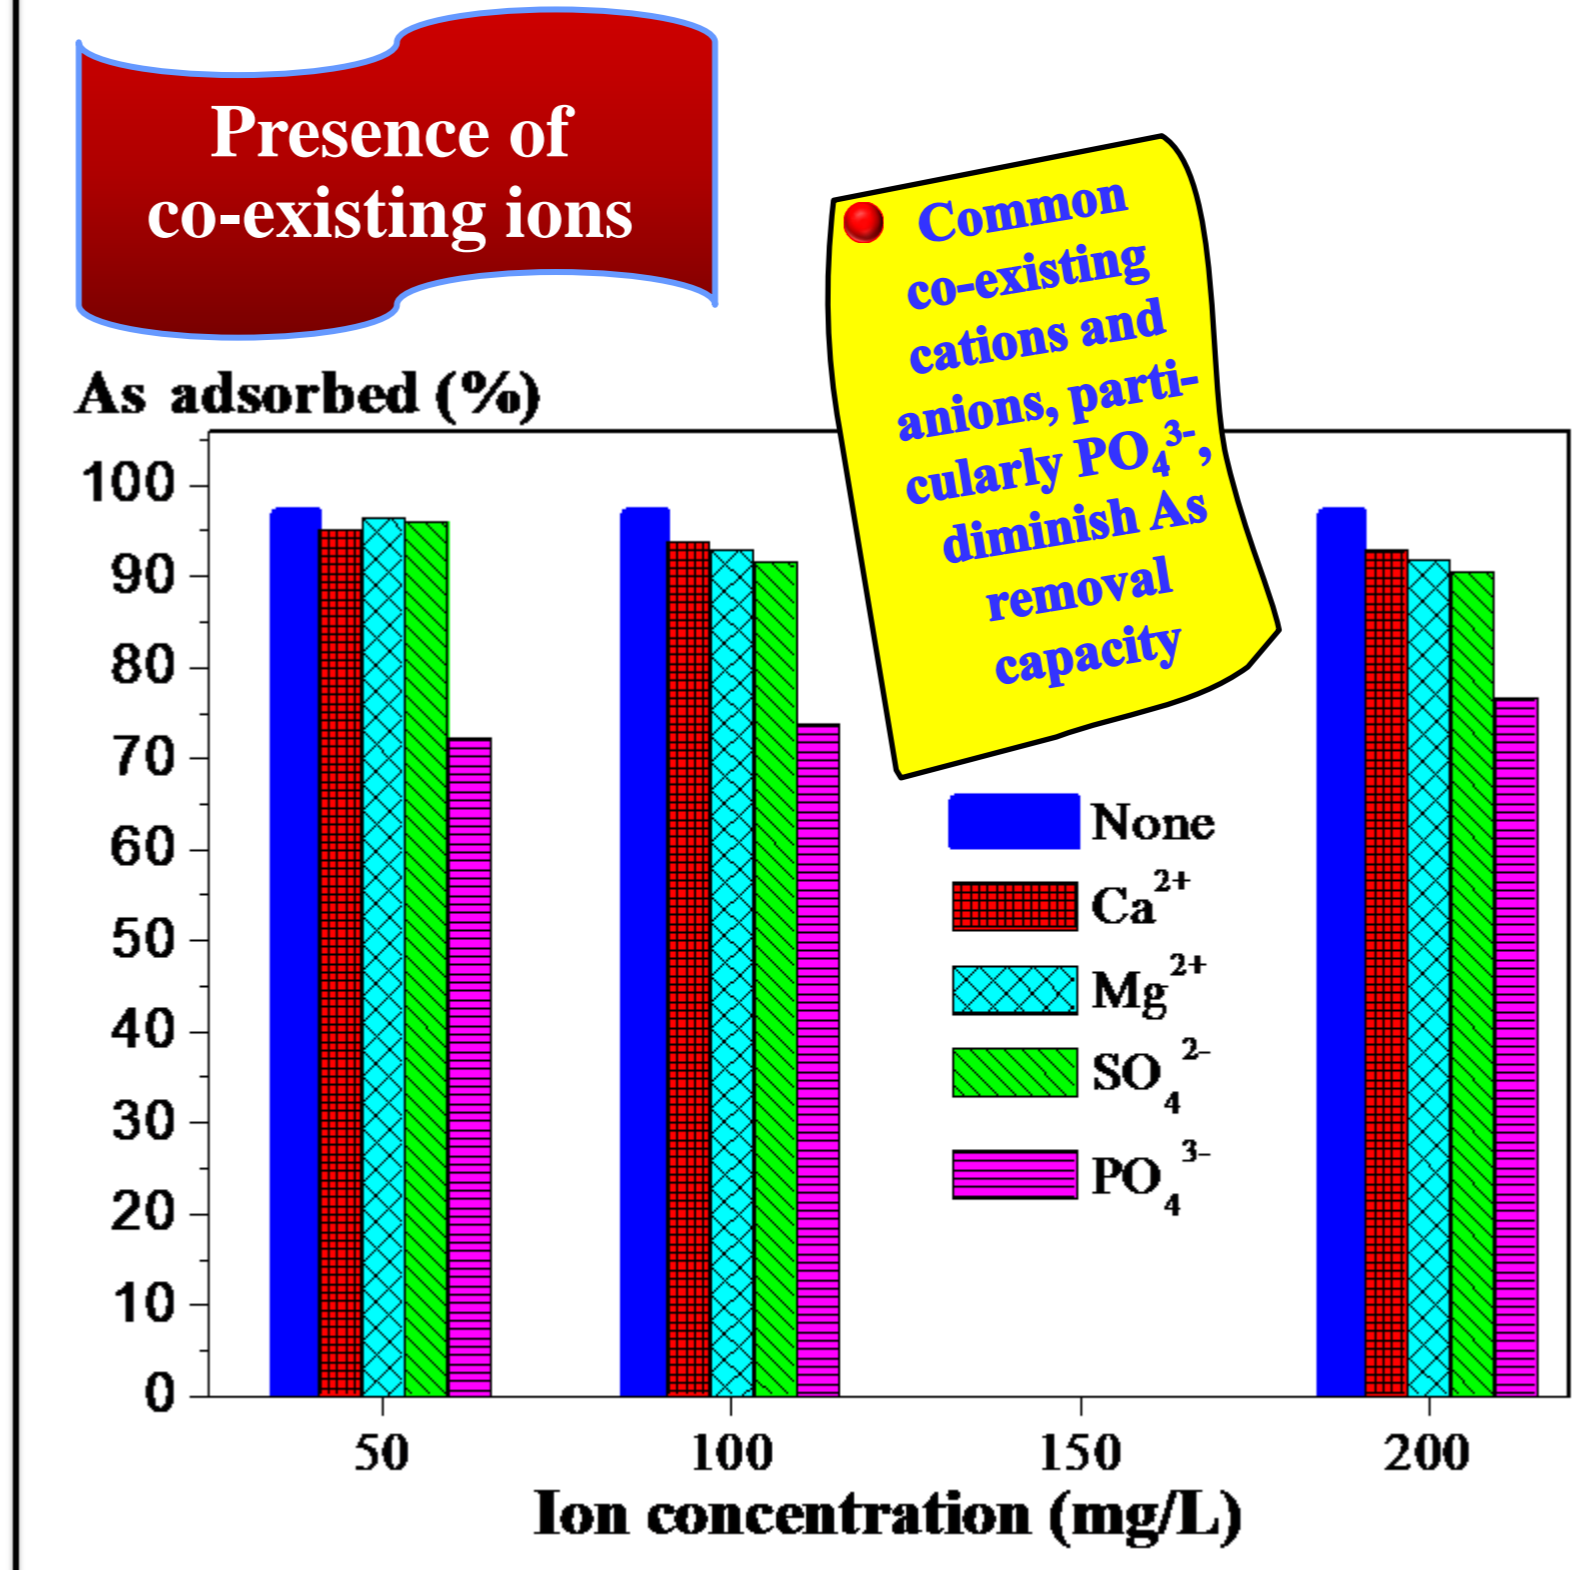 Presence of
co-existing ions
Common
co-existing
cations and
anions, parti-
cularly PO₄³⁻,
diminish As
removal
capacity
As adsorbed (%)
100
90
80
70
60
50
40
30
20
10
0
None
Ca²⁺
Mg²⁺
SO₄²⁻
PO₄³⁻
50 100 150 200
Ion concentration (mg/L)